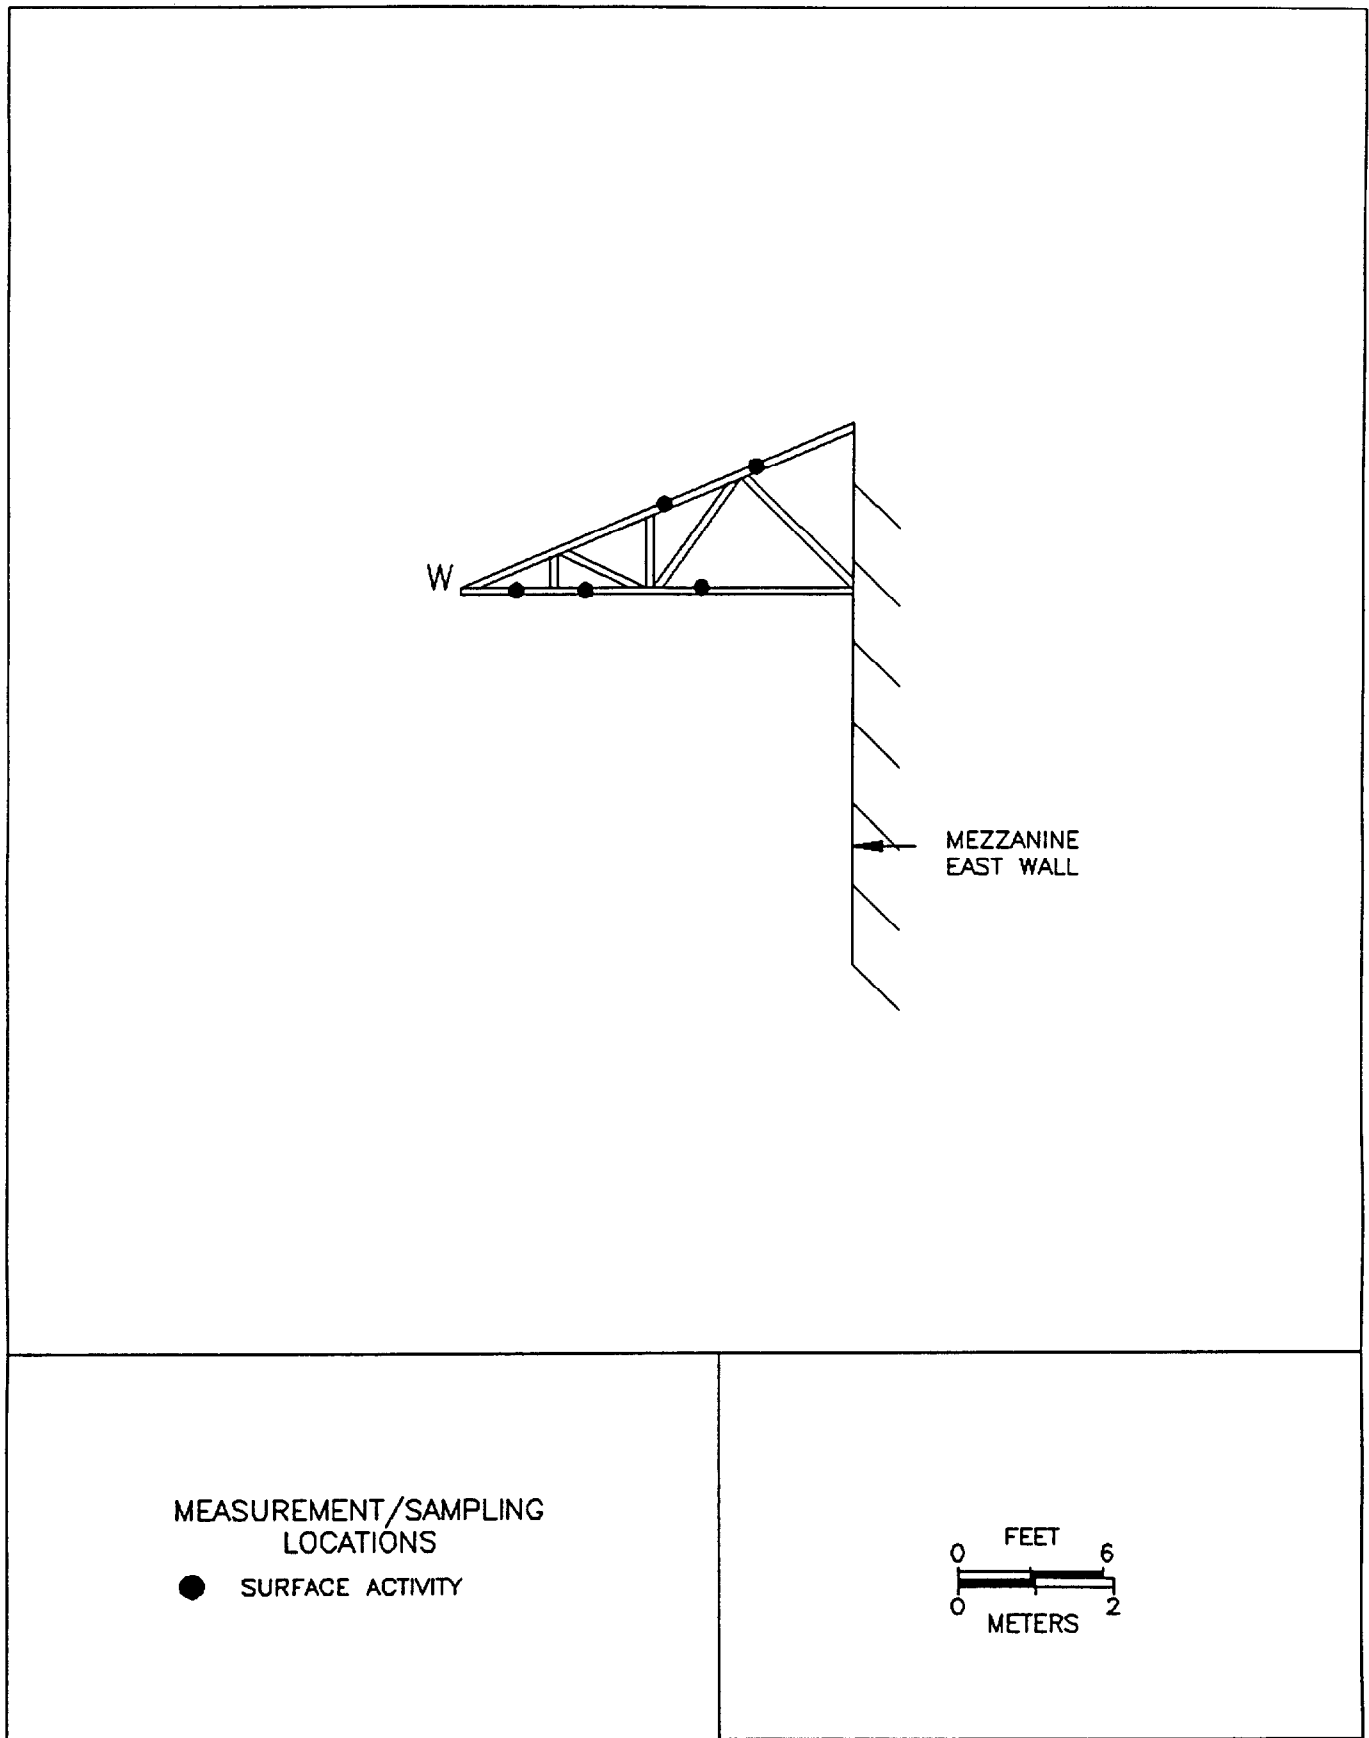 W
MEZZANINE
EAST WALL
MEASUREMENT/SAMPLING
LOCATIONS
SURFACE ACTIVITY
FEET
0 6
0 2
METERS